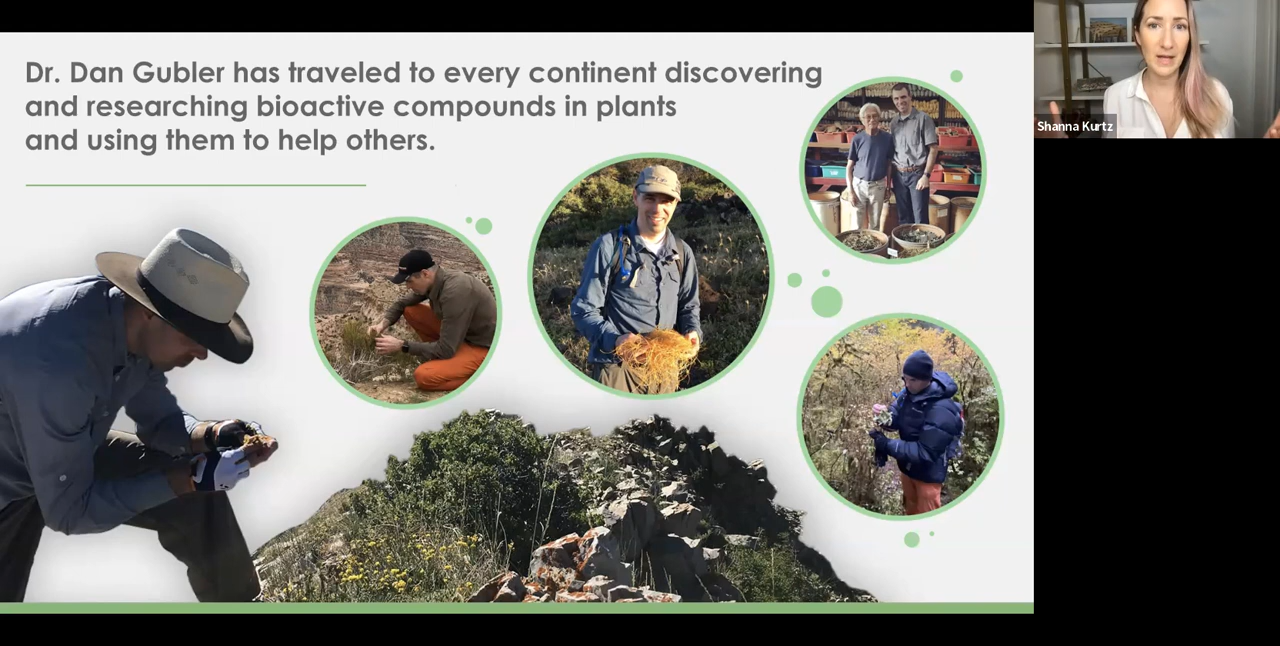 Dr. Dan Gubler has traveled to every continent discovering
and researching bioactive compounds in plants
and using them to help others.
Shanna Kurtz